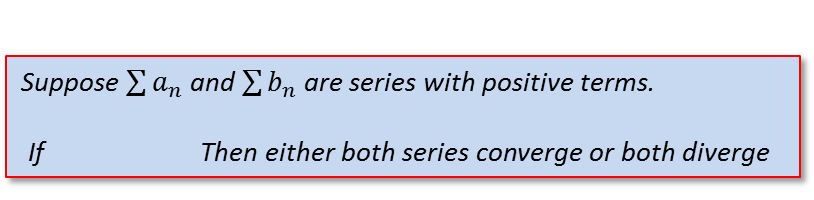 Suppose ∑ aₙ and ∑ bₙ are series with positive terms.
If Then either both series converge or both diverge